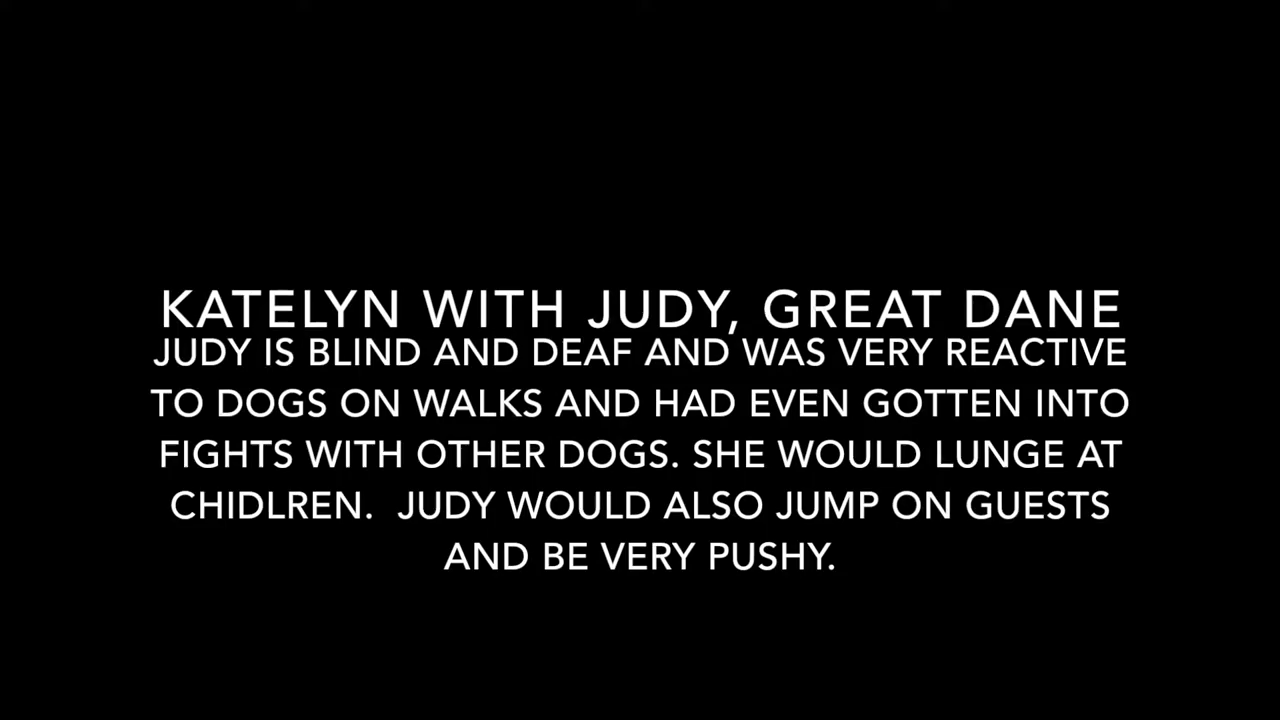 KATELYN WITH JUDY, GREAT DANE
JUDY IS BLIND AND DEAF AND WAS VERY REACTIVE
TO DOGS ON WALKS AND HAD EVEN GOTTEN INTO
FIGHTS WITH OTHER DOGS. SHE WOULD LUNGE AT
CHIDLREN.  JUDY WOULD ALSO JUMP ON GUESTS
AND BE VERY PUSHY.